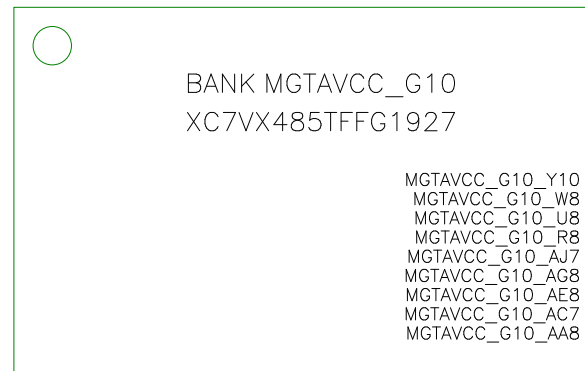 BANK MGTAVCC_G10
XC7VX485TFFG1927
MGTAVCC_G10_Y10
MGTAVCC_G10_W8
MGTAVCC_G10_U8
MGTAVCC_G10_R8
MGTAVCC_G10_AJ7
MGTAVCC_G10_AG8
MGTAVCC_G10_AE8
MGTAVCC_G10_AC7
MGTAVCC_G10_AA8